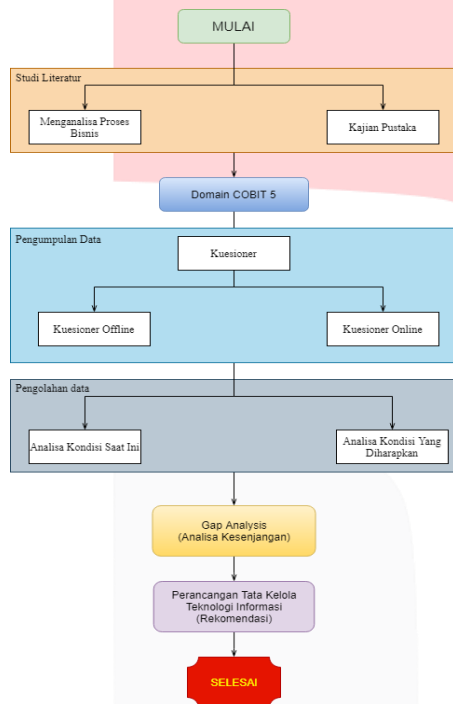 MULAI
Studi Literatur
Menganalisa Proses
Bisnis
Kajian Pustaka
Domain COBIT 5
Pengumpulan Data
Kuesioner
Kuesioner Offline
Kuesioner Online
Pengolahan data
Analisa Kondisi Saat Ini
Analisa Kondisi Yang
Diharapkan
Gap Analysis
(Analisa Kesenjangan)
Perancangan Tata Kelola
Teknologi Informasi
(Rekomendasi)
SELESAI